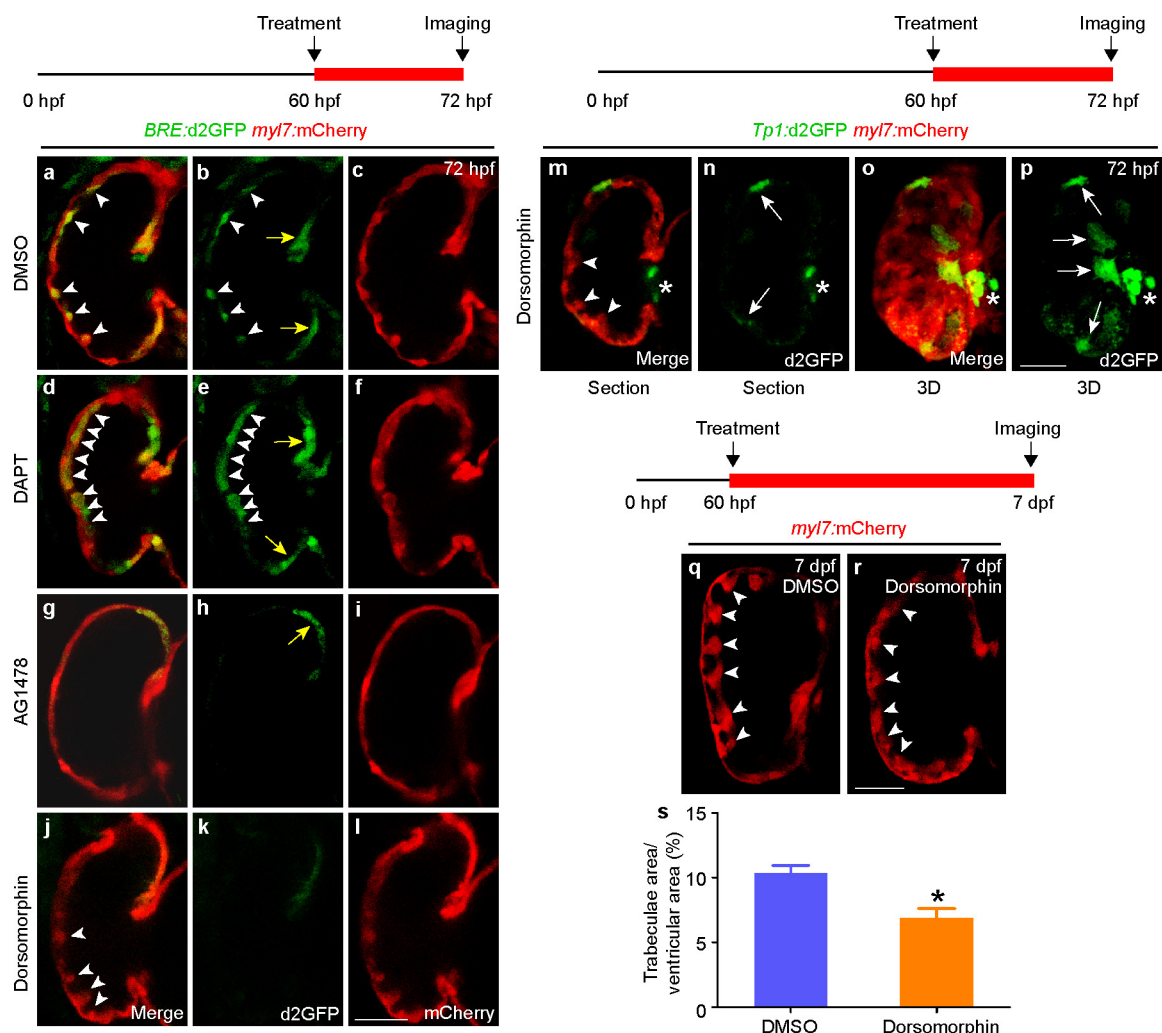 Treatment Imaging
0 hpf 60 hpf 72 hpf
BRE:d2GFP myl7:mCherry
a b c 72 hpf
DMSO
d e f
DAPT
g h i
AG1478
j k l
Dorsomorphin
Merge d2GFP mCherry
Treatment Imaging
0 hpf 60 hpf 72 hpf
Tp1:d2GFP myl7:mCherry
m n o p 72 hpf
Dorsomorphin
* * * *
Merge d2GFP Merge d2GFP
Section Section 3D 3D
Treatment Imaging
0 hpf 60 hpf 7 dpf
myl7:mCherry
q 7 dpf r 7 dpf
DMSO Dorsomorphin
s
Trabeculae area/
ventricular area (%)
15
10
5
0
*
DMSO Dorsomorphin